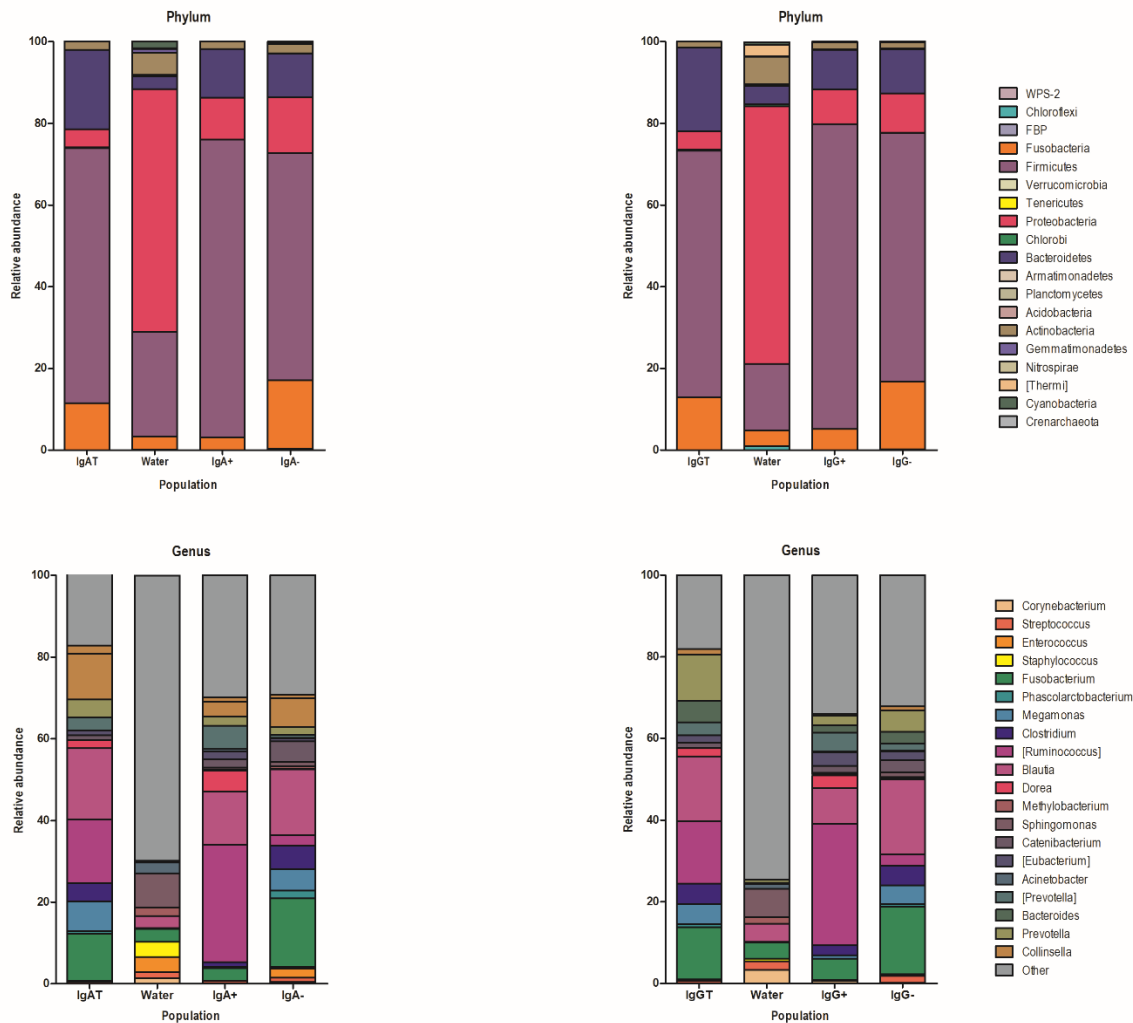 Phylum
100
80
60
40
20
0
Relative abundance
IgAT
Water
IgA+
IgA-
Population
Phylum
100
80
60
40
20
0
Relative abundance
IgGT
Water
IgG+
IgG-
Population
WPS-2
Chloroflexi
FBP
Fusobacteria
Firmicutes
Verrucomicrobia
Tenericutes
Proteobacteria
Chlorobi
Bacteroidetes
Armatimonadetes
Planctomycetes
Acidobacteria
Actinobacteria
Gemmatimonadetes
Nitrospirae
[Thermi]
Cyanobacteria
Crenarchaeota
Genus
100
80
60
40
20
0
Relative abundance
IgAT
Water
IgA+
IgA-
Population
Genus
100
80
60
40
20
0
Relative abundance
IgGT
Water
IgG+
IgG-
Population
Corynebacterium
Streptococcus
Enterococcus
Staphylococcus
Fusobacterium
Phascolarctobacterium
Megamonas
Clostridium
[Ruminococcus]
Blautia
Dorea
Methylobacterium
Sphingomonas
Catenibacterium
[Eubacterium]
Acinetobacter
[Prevotella]
Bacteroides
Prevotella
Collinsella
Other